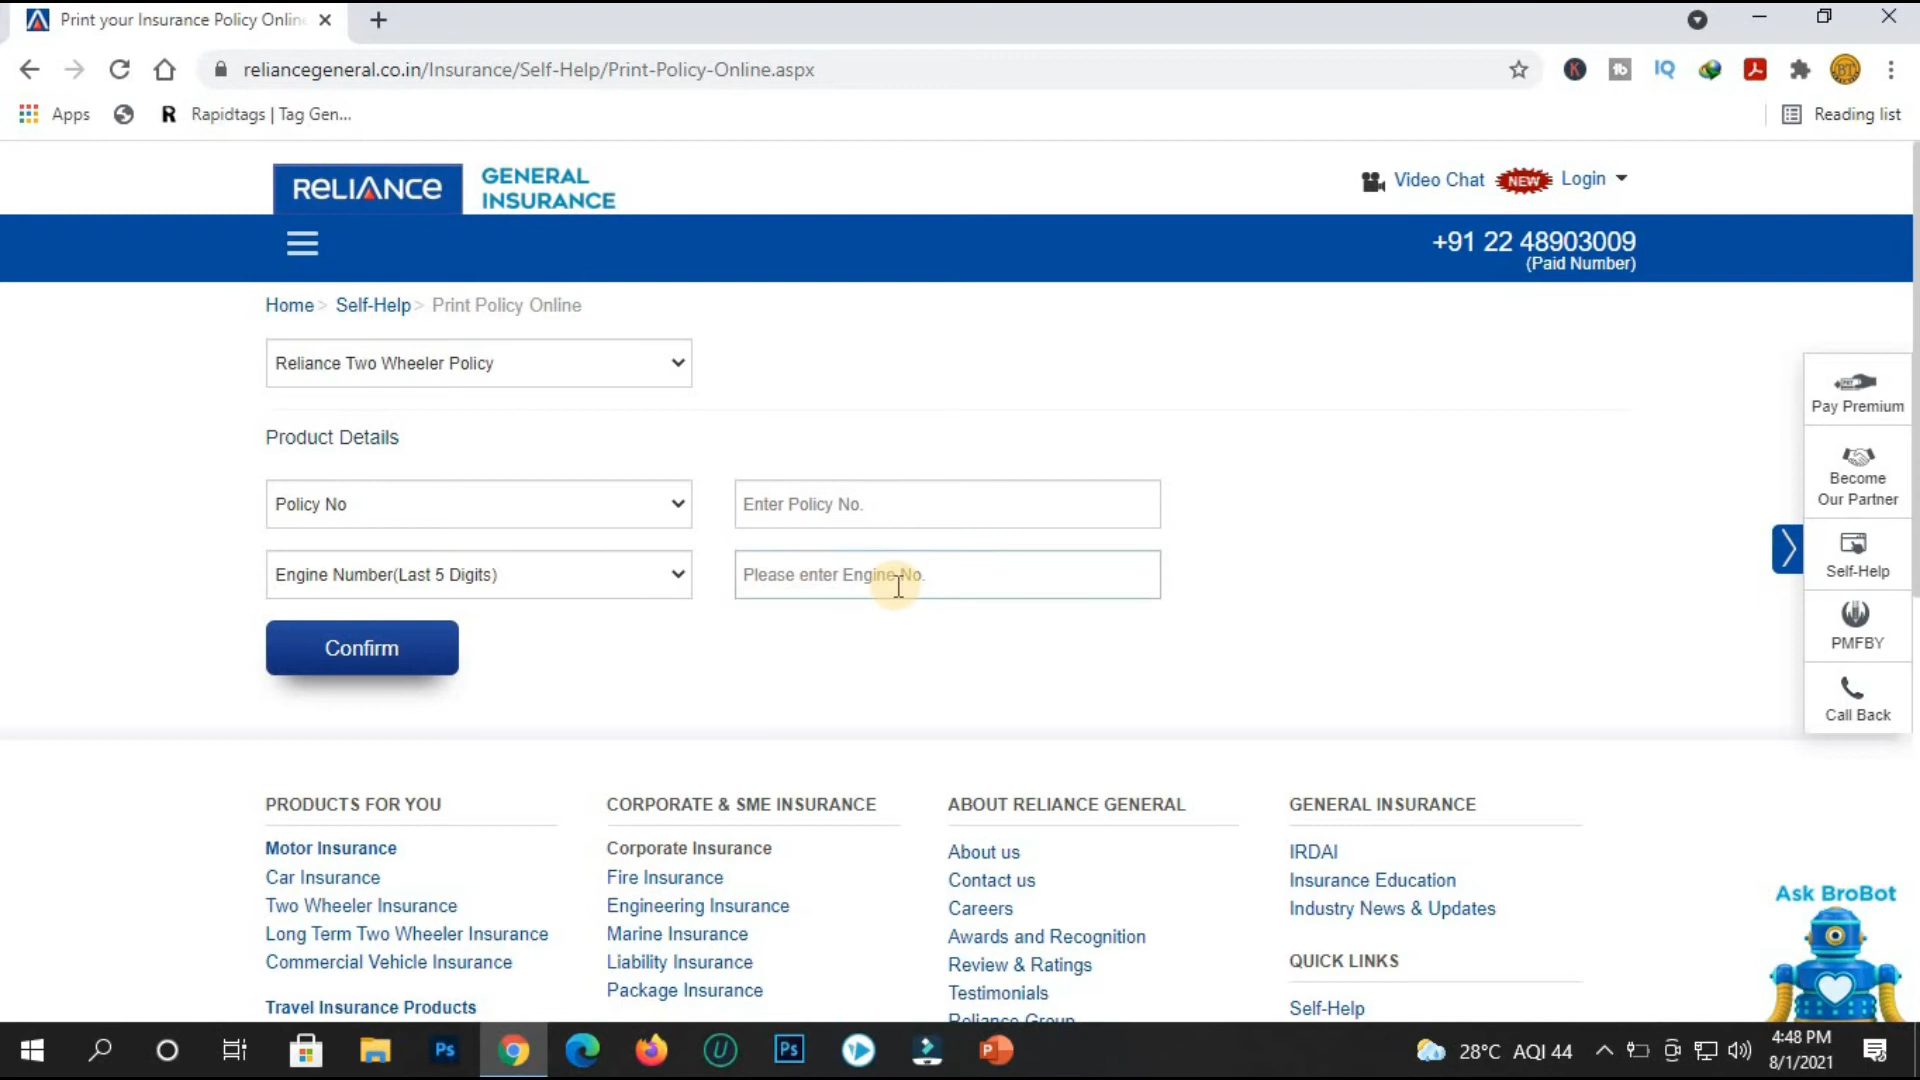 Print your Insurance Policy Onlin
reliancegeneral.co.in/Insurance/Self-Help/Print-Policy-Online.aspx
Apps
Rapidtags | Tag Gen...
Reading list
RELIANCE
GENERAL
INSURANCE
Video Chat
NEW
Login
+91 22 48903009
(Paid Number)
Home > Self-Help > Print Policy Online
Reliance Two Wheeler Policy
Product Details
Policy No
Enter Policy No.
Engine Number(Last 5 Digits)
Please enter Engine No.
Confirm
Pay Premium
Become
Our Partner
Self-Help
PMFBY
Call Back
PRODUCTS FOR YOU
Motor Insurance
Car Insurance
Two Wheeler Insurance
Long Term Two Wheeler Insurance
Commercial Vehicle Insurance
Travel Insurance Products
CORPORATE & SME INSURANCE
Corporate Insurance
Fire Insurance
Engineering Insurance
Marine Insurance
Liability Insurance
Package Insurance
ABOUT RELIANCE GENERAL
About us
Contact us
Careers
Awards and Recognition
Review & Ratings
Testimonials
Reliance Group
GENERAL INSURANCE
IRDAI
Insurance Education
Industry News & Updates
QUICK LINKS
Self-Help
Ask BroBot
28°C AQI 44
4:48 PM
8/1/2021